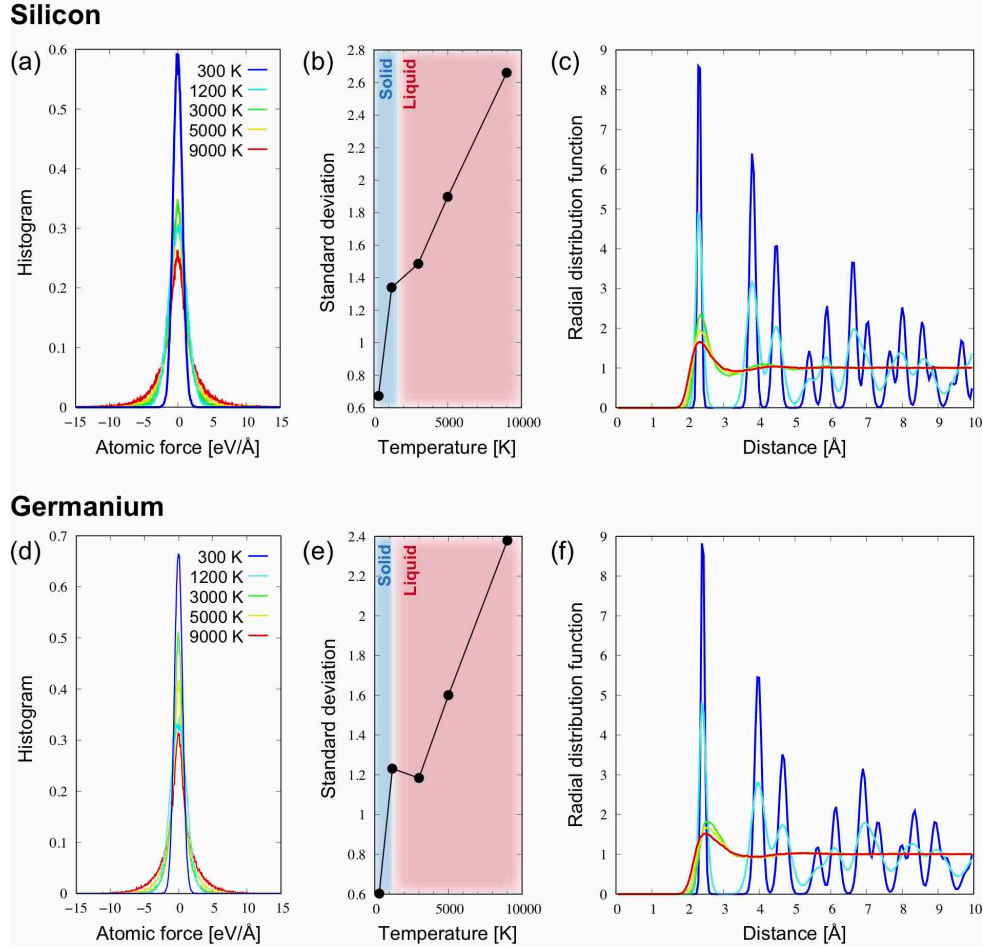 Silicon
(a)
0.6
0.5
0.4
0.3
0.2
0.1
0
Histogram
300 K
1200 K
3000 K
5000 K
9000 K
−15 −10 −5 0 5 10 15
Atomic force [eV/Å]
(b)
2.8
2.6
2.4
2.2
2
1.8
1.6
1.4
1.2
1
0.8
0.6
Standard deviation
Solid
Liquid
0 5000 10000
Temperature [K]
(c)
9
8
7
6
5
4
3
2
1
0
Radial distribution function
0 1 2 3 4 5 6 7 8 9 10
Distance [Å]
Germanium
(d)
0.7
0.6
0.5
0.4
0.3
0.2
0.1
0
Histogram
300 K
1200 K
3000 K
5000 K
9000 K
−15 −10 −5 0 5 10 15
Atomic force [eV/Å]
(e)
2.4
2.2
2
1.8
1.6
1.4
1.2
1
0.8
0.6
Standard deviation
Solid
Liquid
0 5000 10000
Temperature [K]
(f)
9
8
7
6
5
4
3
2
1
0
Radial distribution function
0 1 2 3 4 5 6 7 8 9 10
Distance [Å]